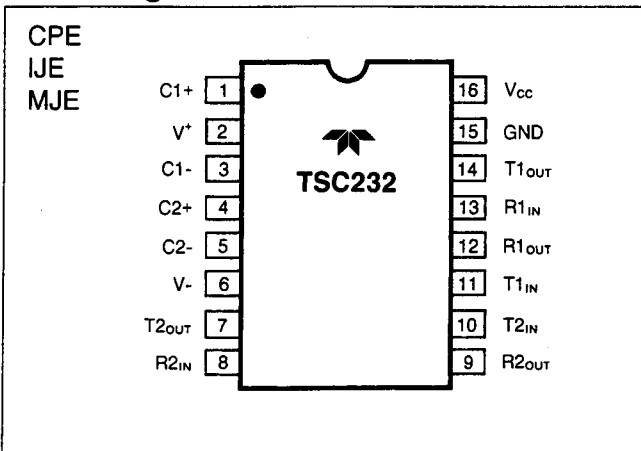 CPE
IJE
MJE
C1+ 1
V+ 2
C1- 3
C2+ 4
C2- 5
V- 6
T2OUT 7
R2IN 8
TSC232
16 Vcc
15 GND
14 T1OUT
13 R1IN
12 R1OUT
11 T1IN
10 T2IN
9 R2OUT